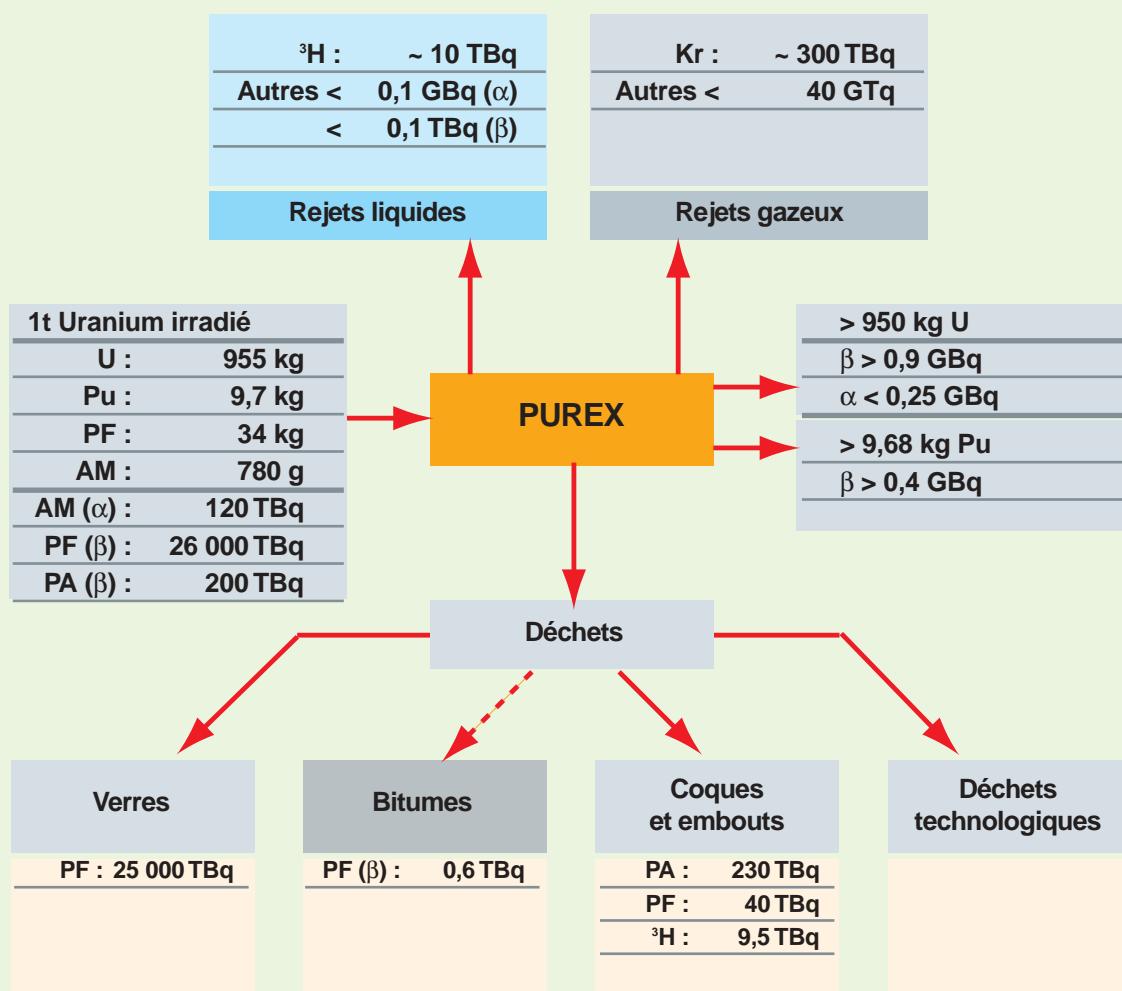 ³H : ~ 10 TBq
Autres < 0,1 GBq (α)
< 0,1 TBq (β)
Rejets liquides
Kr : ~ 300 TBq
Autres < 40 GTq
Rejets gazeux
1t Uranium irradié
U : 955 kg
Pu : 9,7 kg
PF : 34 kg
AM : 780 g
AM (α) : 120 TBq
PF (β) : 26 000 TBq
PA (β) : 200 TBq
PUREX
> 950 kg U
β > 0,9 GBq
α < 0,25 GBq
> 9,68 kg Pu
β > 0,4 GBq
Déchets
Verres
PF : 25 000 TBq
Bitumes
PF (β) : 0,6 TBq
Coques
et embouts
PA : 230 TBq
PF : 40 TBq
³H : 9,5 TBq
Déchets
technologiques